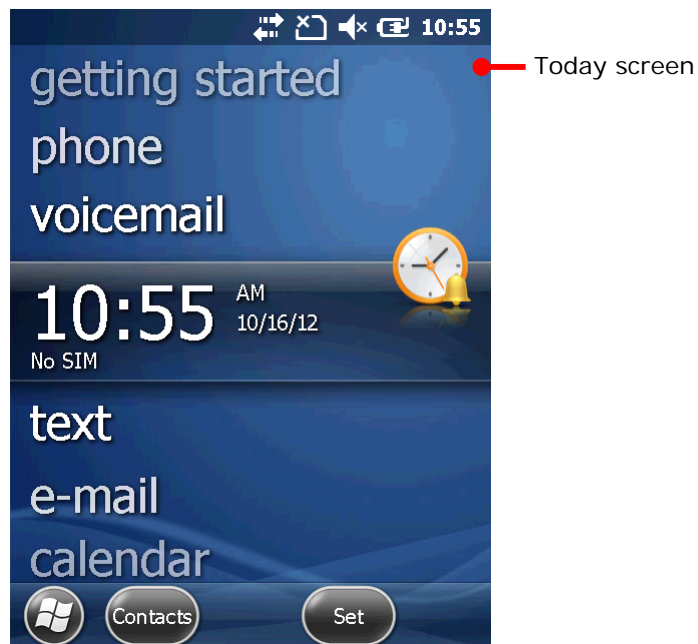 10:55
Today screen
getting started
phone
voicemail
10:55 AM
10/16/12
No SIM
text
e-mail
calendar
Contacts Set